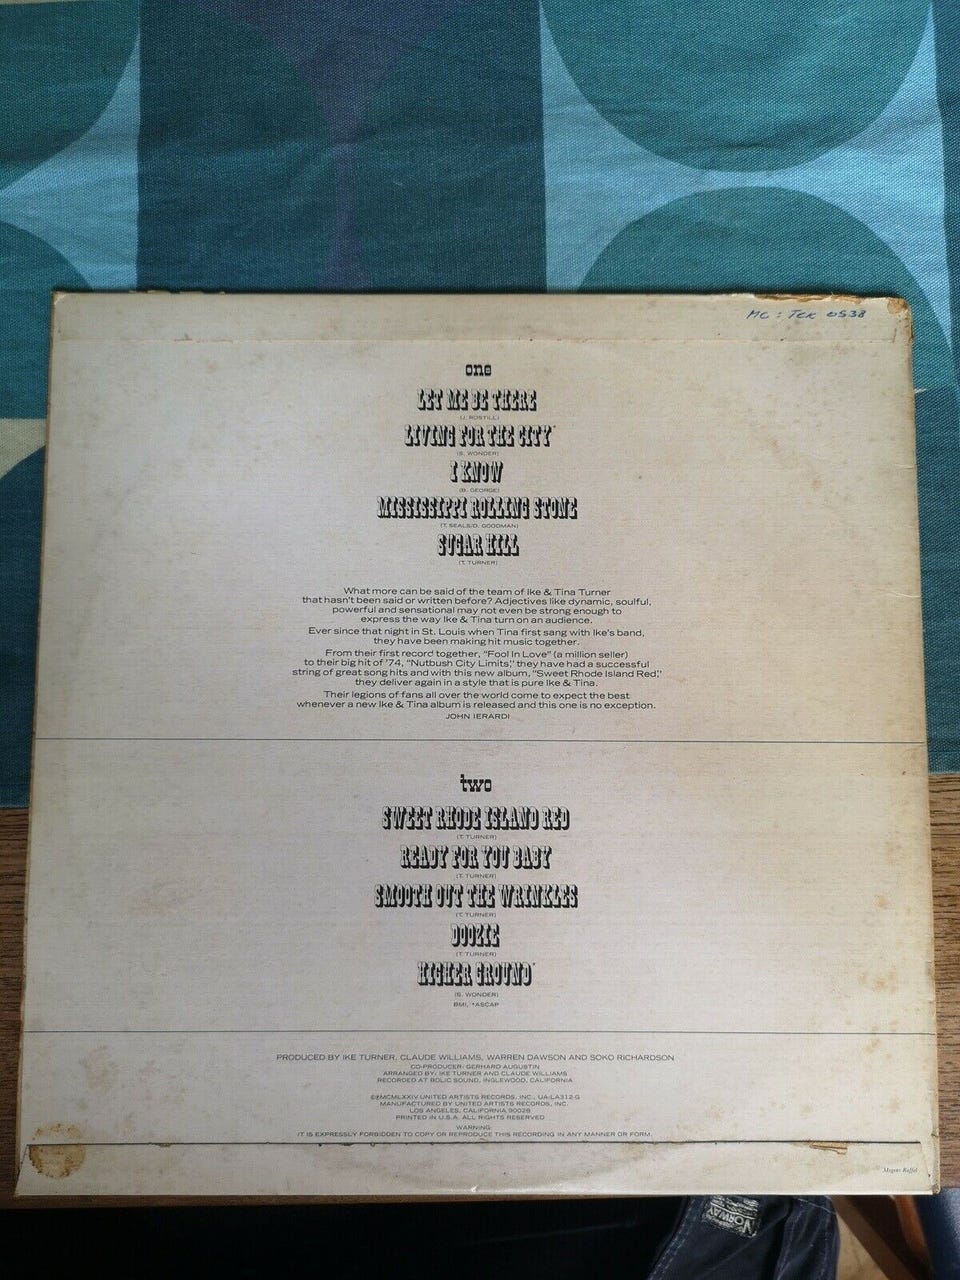 MC : TCK 0538
one
LET ME BE THERE
(J. ROSTILL)
LIVING FOR THE CITY*
(S. WONDER)
I KNOW
(B. GEORGE)
MISSISSIPPI ROLLING STONE
(T. SEALS/D. GOODMAN)
SUGAR HILL
(T. TURNER)
What more can be said of the team of Ike & Tina Turner
that hasn't been said or written before? Adjectives like dynamic, soulful,
powerful and sensational may not even be strong enough to
express the way Ike & Tina turn on an audience.
Ever since that night in St. Louis when Tina first sang with Ike's band,
they have been making hit music together.
From their first record together, "Fool In Love" (a million seller)
to their big hit of '74, "Nutbush City Limits," they have had a successful
string of great song hits and with this new album, "Sweet Rhode Island Red,"
they deliver again in a style that is pure Ike & Tina.
Their legions of fans all over the world come to expect the best
whenever a new Ike & Tina album is released and this one is no exception.
JOHN IERARDI
two
SWEET RHODE ISLAND RED
(T. TURNER)
READY FOR YOU BABY
(T. TURNER)
SMOOTH OUT THE WRINKLES
(T. TURNER)
DOOZIE
(T. TURNER)
HIGHER GROUND*
(S. WONDER)
BMI, *ASCAP
PRODUCED BY IKE TURNER, CLAUDE WILLIAMS, WARREN DAWSON AND SOKO RICHARDSON
CO-PRODUCER: GERHARD AUGUSTIN
ARRANGED BY: IKE TURNER AND CLAUDE WILLIAMS
RECORDED AT BOLIC SOUND, INGLEWOOD, CALIFORNIA
©℗MCMLXXIV UNITED ARTISTS RECORDS, INC., UA-LA312-G
MANUFACTURED BY UNITED ARTISTS RECORDS, INC.
LOS ANGELES, CALIFORNIA 90028
PRINTED IN U.S.A. ALL RIGHTS RESERVED
WARNING:
IT IS EXPRESSLY FORBIDDEN TO COPY OR REPRODUCE THIS RECORDING IN ANY MANNER OR FORM.
Mogens Kaffel
NORWAY